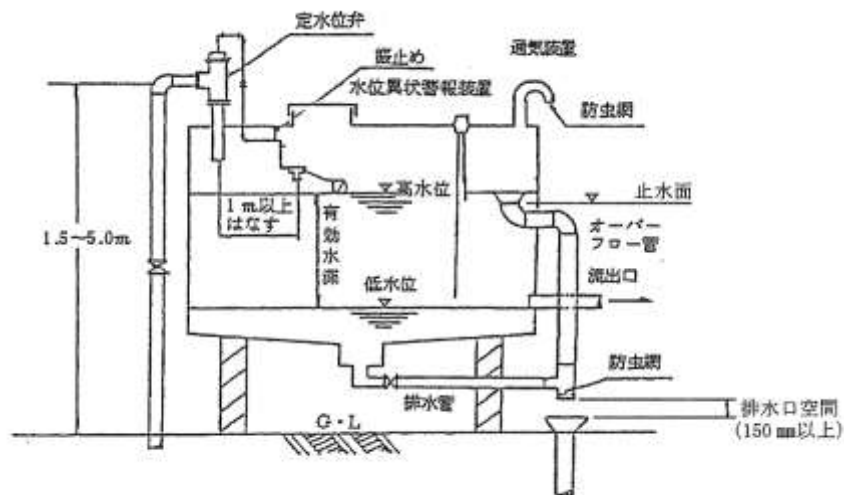 定水位弁
振止め
水位異状警報装置
通気装置
防虫網
高水位
止水面
1m以上
はなす
有効水深
オーバー
フロー管
1.5~5.0m
流出口
低水位
防虫網
排水管
排水口空間
(150㎜以上)
G・L